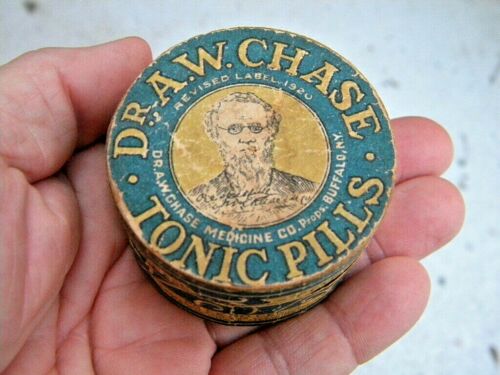 DR. A.W. CHASE
REVISED LABEL 1920
DR. A.W. CHASE MEDICINE CO. Props. BUFFALO, N.Y.
TONIC PILLS